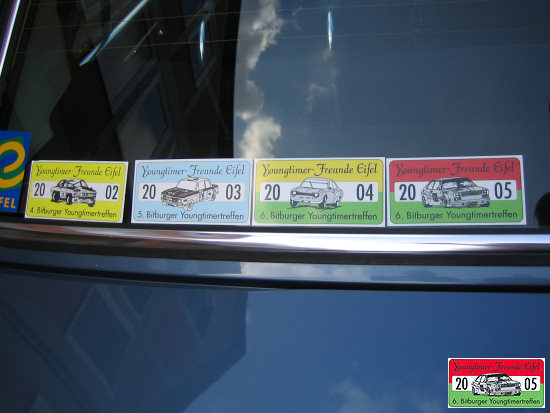 FEL
Youngtimer-Freunde Eifel
20 02
4. Bitburger Youngtimertreffen
Youngtimer-Freunde Eifel
20 03
5. Bitburger Youngtimertreffen
Youngtimer-Freunde Eifel
20 04
6. Bitburger Youngtimertreffen
Youngtimer-Freunde Eifel
20 05
6. Bitburger Youngtimertreffen
Youngtimer-Freunde Eifel
20 05
6. Bitburger Youngtimertreffen